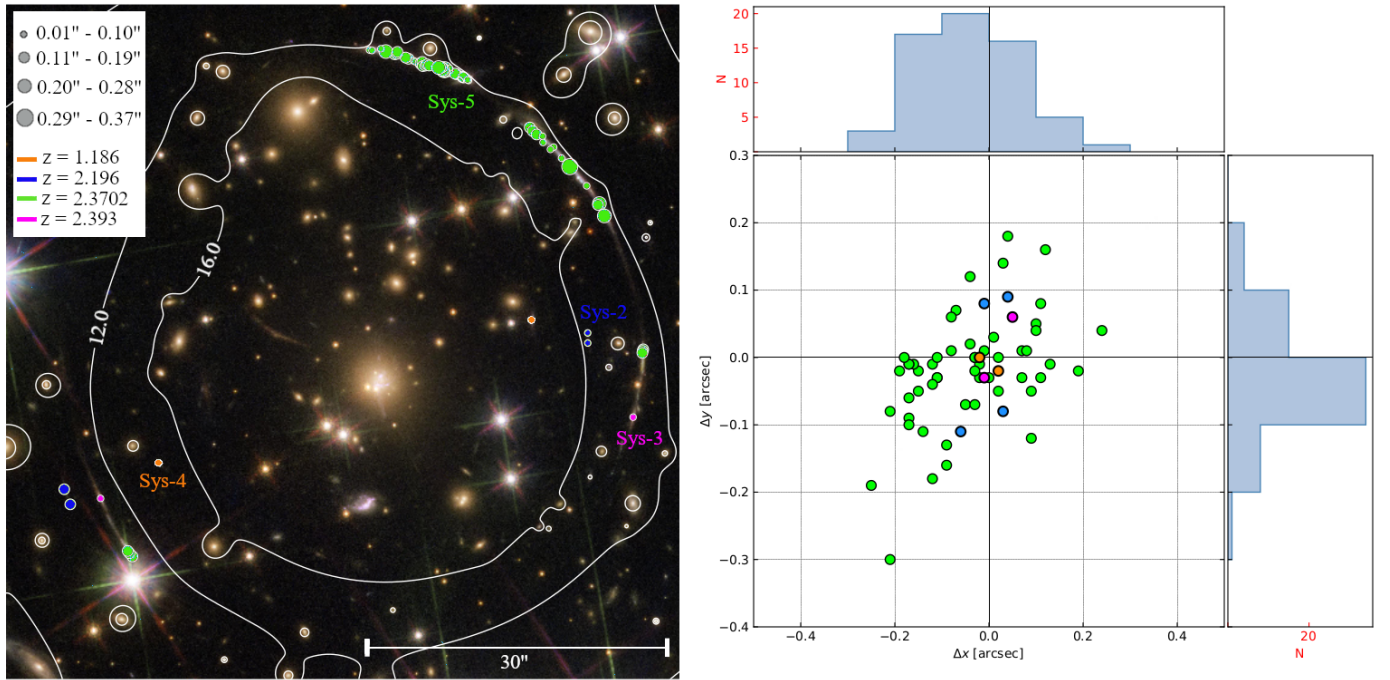 0.01" - 0.10"
0.11" - 0.19"
0.20" - 0.28"
0.29" - 0.37"
z = 1.186
z = 2.196
z = 2.3702
z = 2.393
Sys-5
16.0
12.0
Sys-2
Sys-3
Sys-4
30"
20
15
10
5
N
0.3
0.2
0.1
0.0
−0.1
−0.2
−0.3
−0.4
Δy [arcsec]
−0.4 −0.2 0.0 0.2 0.4
Δx [arcsec]
20
N